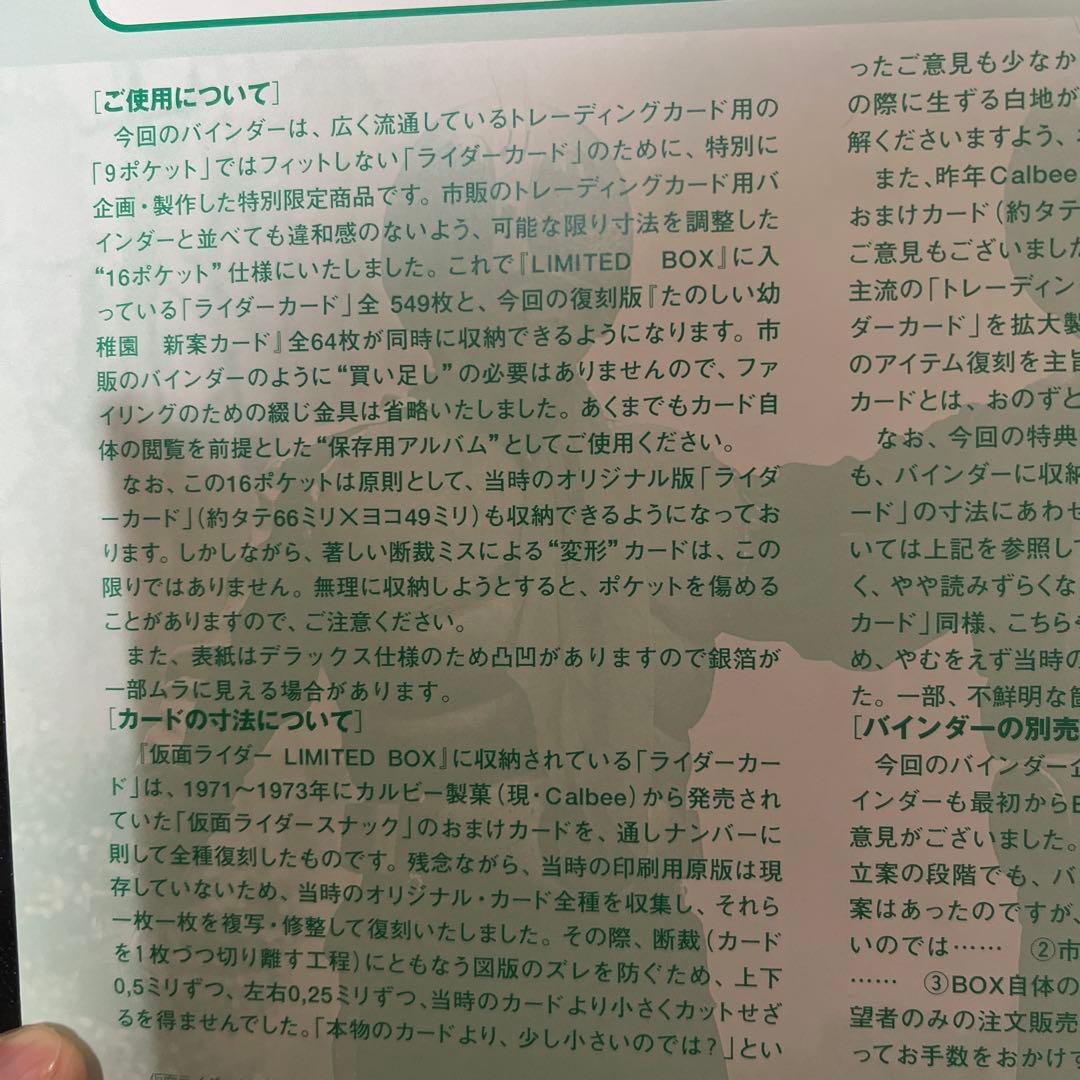 [ご使用について]
今回のバインダーは、広く流通しているトレーディングカード用の
「9ポケット」ではフィットしない「ライダーカード」のために、特別に
企画・製作した特別限定商品です。市販のトレーディングカード用バ
インダーと並べても違和感のないよう、可能な限り寸法を調整した
“16ポケット”仕様にいたしました。これで『LIMITED BOX』に入
っている「ライダーカード」全 549枚と、今回の復刻版『たのしい幼
稚園 新案カード』全64枚が同時に収納できるようになります。市
販のバインダーのように“買い足し”の必要はありませんので、ファ
イリングのための綴じ金具は省略いたしました。あくまでもカード自
体の閲覧を前提とした“保存用アルバム”としてご使用ください。
なお、この16ポケットは原則として、当時のオリジナル版「ライダ
ーカード」(約タテ66ミリ×ヨコ49ミリ)も収納できるようになってお
ります。しかしながら、著しい断裁ミスによる“変形”カードは、この
限りではありません。無理に収納しようとすると、ポケットを傷める
ことがありますので、ご注意ください。
また、表紙はデラックス仕様のため凸凹がありますので銀箔が
一部ムラに見える場合があります。
[カードの寸法について]
『仮面ライダー LIMITED BOX』に収納されている「ライダーカー
ド」は、1971〜1973年にカルビー製菓(現・Calbee)から発売され
ていた「仮面ライダースナック」のおまけカードを、通しナンバーに
則して全種復刻したものです。残念ながら、当時の印刷用原版は現
存していないため、当時のオリジナル・カード全種を収集し、それら
一枚一枚を複写・修整して復刻いたしました。その際、断裁(カード
を1枚づつ切り離す工程)にともなう図版のズレを防ぐため、上下
0,5ミリずつ、左右0,25ミリずつ、当時のカードより小さくカットせざ
るを得ませんでした。「本物のカードより、少し小さいのでは?」とい
ったご意見も少なか
の際に生ずる白地が
解くださいますよう、
また、昨年Calbee
おまけカード(約タテ
ご意見もございました
主流の「トレーディン
ダーカード」を拡大製
のアイテム復刻を主旨
カードとは、おのずと
なお、今回の特典
も、バインダーに収納
ード」の寸法にあわせ
いては上記を参照して
く、やや読みずらくな
カード」同様、こちら
め、やむをえず当時の
た。一部、不鮮明な箇
[バインダーの別売
今回のバインダー企
インダーも最初からB
意見がございました。
立案の段階でも、バ
案はあったのですが、
いのでは…… ②市
…… ③BOX自体の
望者のみの注文販売
ってお手数をおかけす